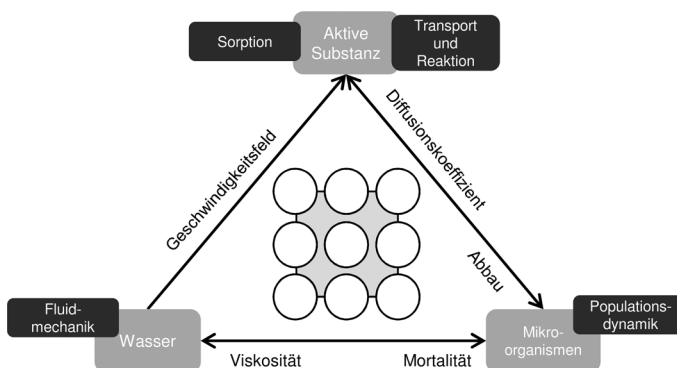 Sorption
Aktive
Substanz
Transport
und
Reaktion
Geschwindigkeitsfeld
Diffusionskoeffizient
Abbau
Fluid-
mechanik
Wasser
Populations-
dynamik
Mikro-
organismen
Viskosität
Mortalität